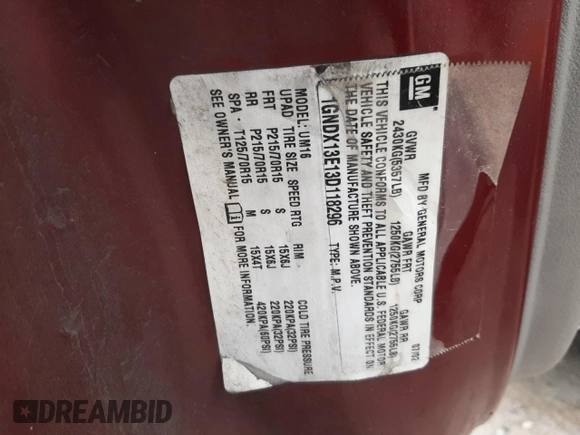 GM
MFD BY GENERAL MOTORS CORP
07/02
GVWR GAWR FRT GAWR RR
2430KG(5357LB) 1250KG(2755LB) 1250KG(2755LB)
THIS VEHICLE CONFORMS TO ALL APPLICABLE U.S. FEDERAL MOTOR
VEHICLE SAFETY AND THEFT PREVENTION STANDARDS IN EFFECT ON
THE DATE OF MANUFACTURE SHOWN ABOVE.
1GNDX13E13D118296 TYPE: M.P.V.
MODEL: UM16
UPAD TIRE SIZE SPEED RTG RIM COLD TIRE PRESSURE
FRT P215/70R15 S 15X6J 220KPA(32PSI)
RR P215/70R15 S 15X6J 220KPA(32PSI)
SPA T125/70R15 M 15X4T 420KPA(60PSI)
SEE OWNER'S MANUAL FOR MORE INFORMATION.
DREAMBID